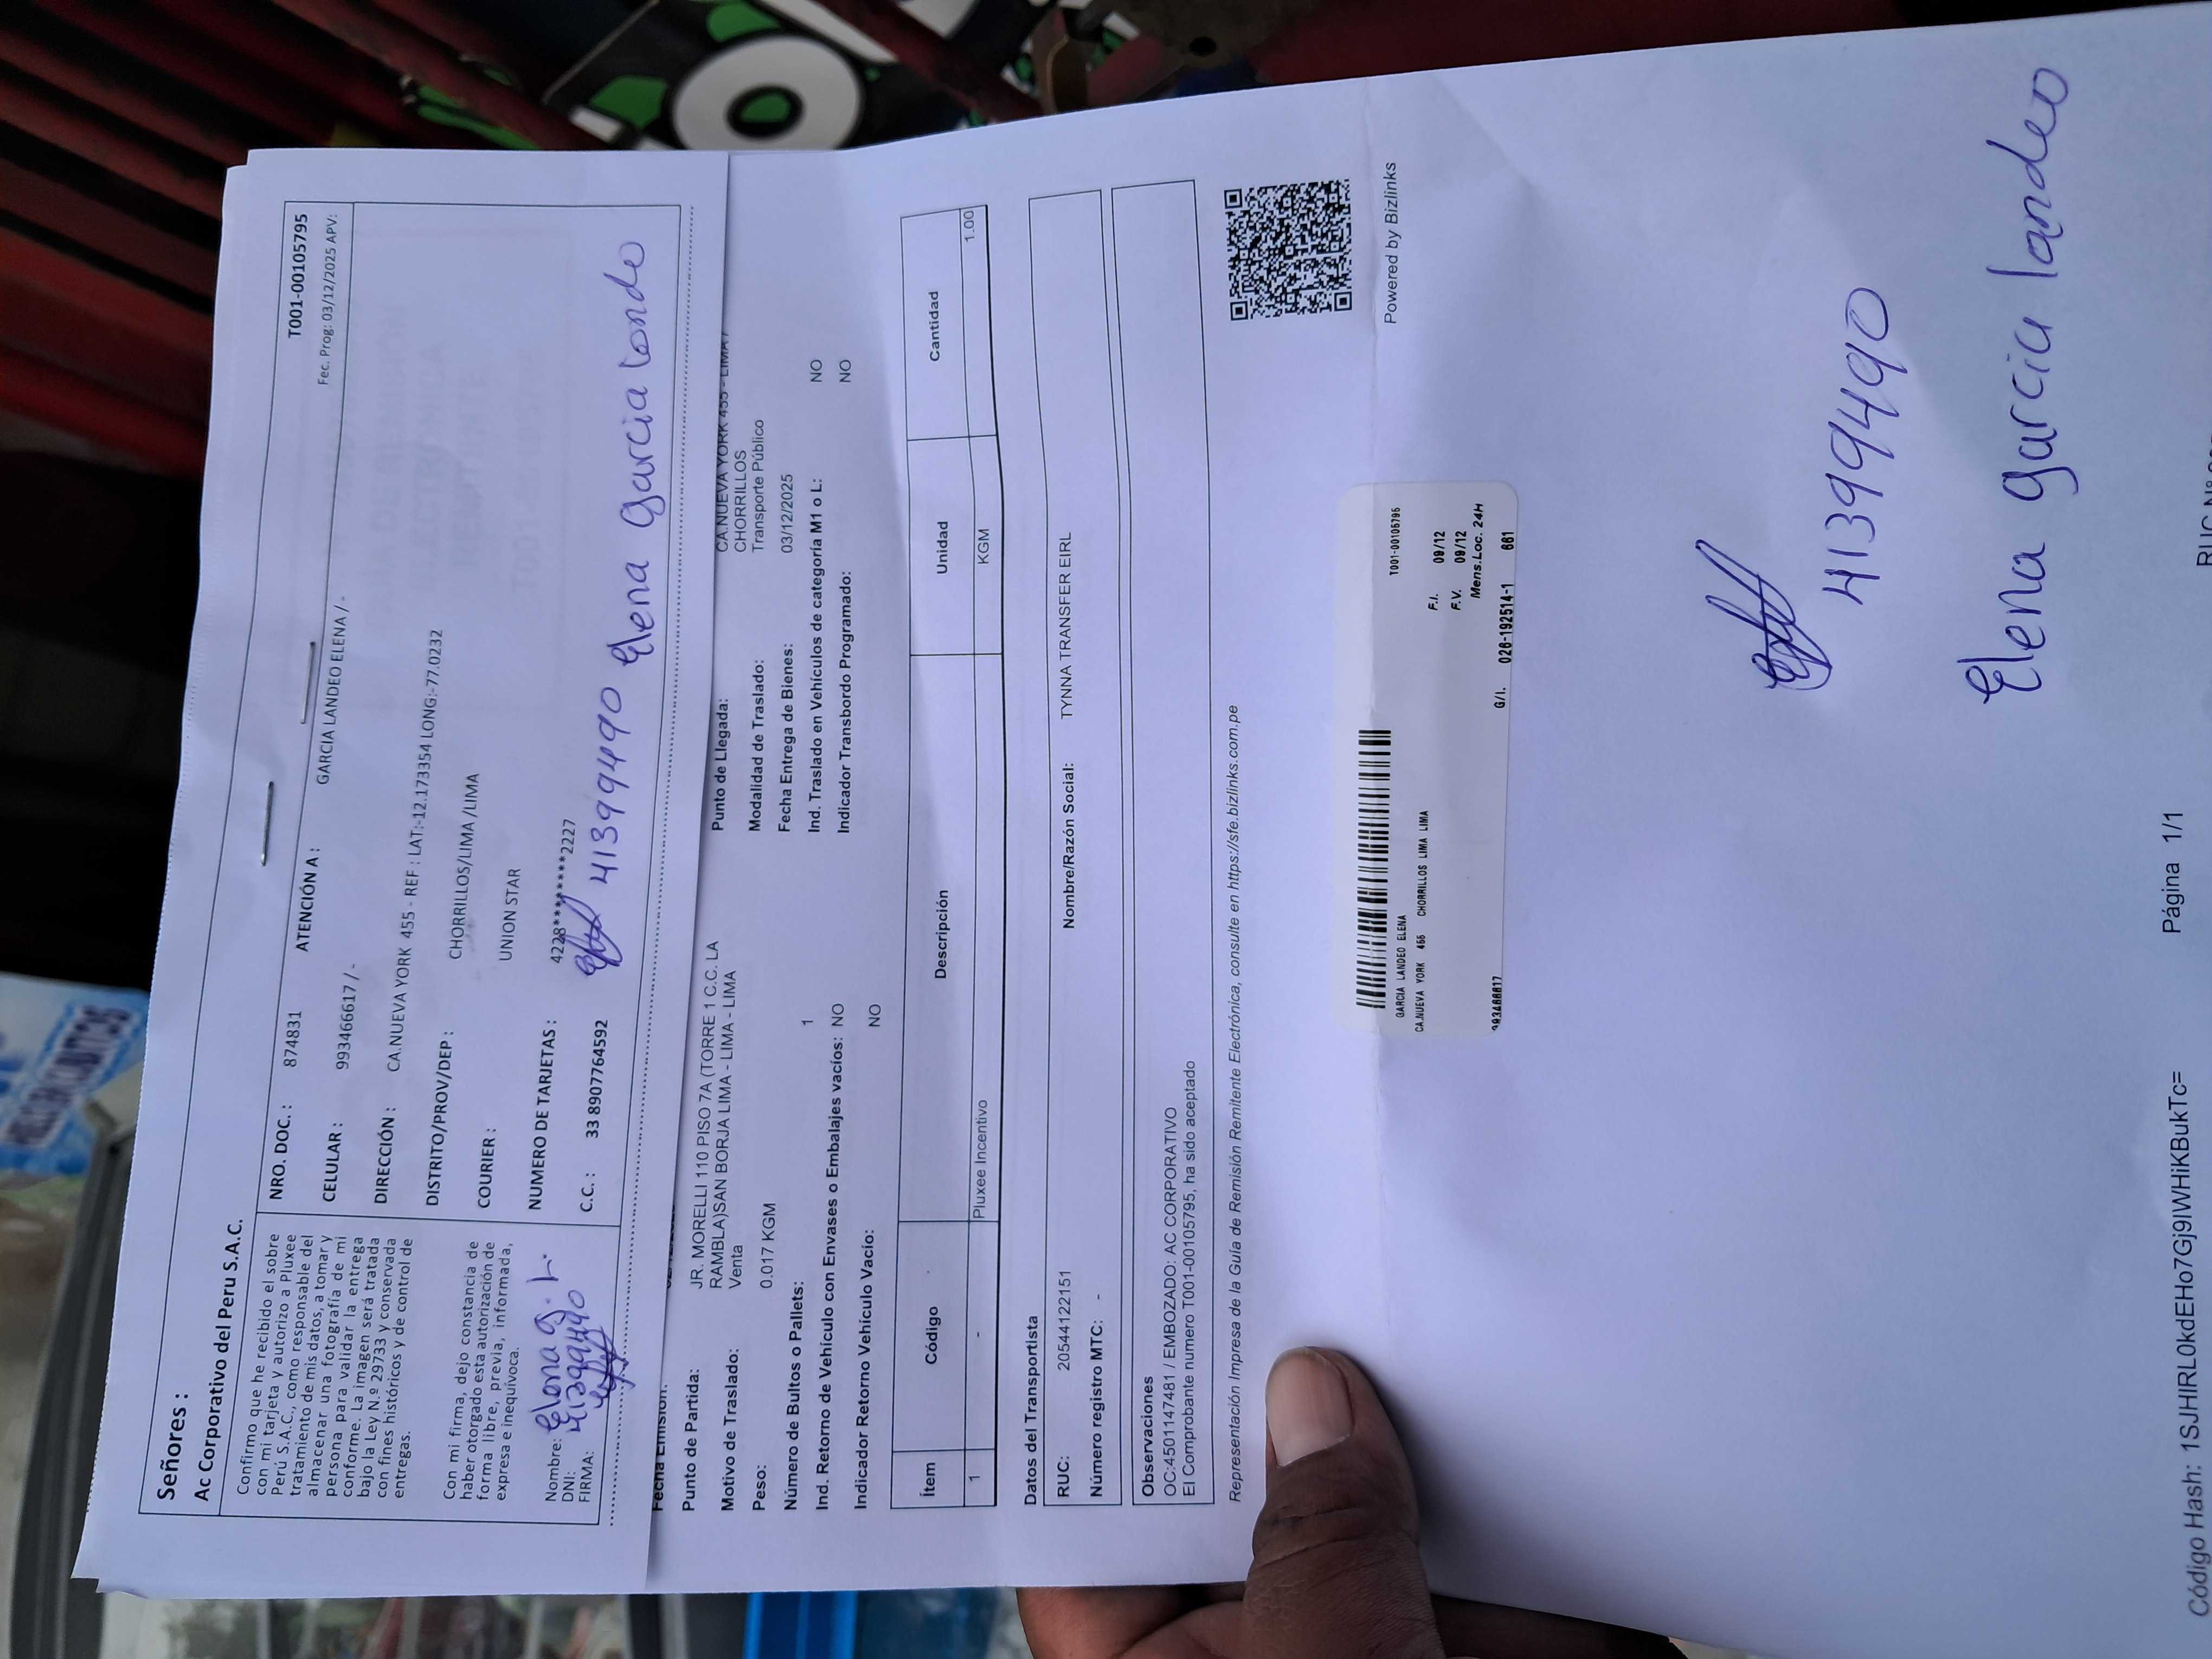 Señores :
Ac Corporativo del Peru S.A.C.
T001-00105795
Fec. Prog: 03/12/2025 APV:
Confirmo que he recibido el sobre
con mi tarjeta y autorizo a Pluxee
Perú S.A.C., como responsable del
tratamiento de mis datos, a tomar y
almacenar una fotografía de mi
persona para validar la entrega
conforme. La imagen será tratada
bajo la Ley N.º 29733 y conservada
con fines históricos y de control de
entregas.
Con mi firma, dejo constancia de
haber otorgado esta autorización de
forma libre, previa, informada,
expresa e inequívoca.
Nombre: Elena g. L.
DNI: 41399490
FIRMA:
NRO. DOC. : 874831 ATENCIÓN A : GARCIA LANDEO ELENA / -
CELULAR : 993466617 / -
DIRECCIÓN : CA.NUEVA YORK 455 - REF : LAT:-12.173354 LONG:-77.0232
DISTRITO/PROV/DEP : CHORRILLOS/LIMA /LIMA
COURIER : UNION STAR
NUMERO DE TARJETAS : 4228*********2227
C.C. : 33 8907764592
41399490 Elena garcia londeo
Fecha Emisión:
Punto de Partida: JR. MORELLI 110 PISO 7A (TORRE 1 C.C. LA
RAMBLA)SAN BORJA LIMA - LIMA - LIMA
Motivo de Traslado: Venta
Peso: 0.017 KGM
Número de Bultos o Pallets: 1
Ind. Retorno de Vehículo con Envases o Embalajes vacíos: NO
Indicador Retorno Vehículo Vacío: NO
Punto de Llegada: CA.NUEVA YORK 455 - LIMA /
CHORRILLOS
Modalidad de Traslado: Transporte Público
Fecha Entrega de Bienes: 03/12/2025
Ind. Traslado en Vehículos de categoría M1 o L: NO
Indicador Transbordo Programado: NO
Ítem Código Descripción Unidad Cantidad
1 - Pluxee Incentivo KGM 1.00
Datos del Transportista
RUC: 20544122151 Nombre/Razón Social: TYNNA TRANSFER EIRL
Número registro MTC: -
Observaciones
OC:4501147481 / EMBOZADO: AC CORPORATIVO
El Comprobante numero T001-00105795, ha sido aceptado
Representación Impresa de la Guía de Remisión Remitente Electrónica, consulte en https://sfe.bizlinks.com.pe
Powered by Bizlinks
T001-00105795
GARCIA LANDEO ELENA
CA.NUEVA YORK 455 CHORRILLOS LIMA LIMA
F.I. 09/12
F.V. 09/12
Mens.Loc. 24H
993466617 G/I. 026-192514-1 661
41399490
Elena garcia landeo
Código Hash: 1SJHIRL0kdEHo7Gj9IWHiKBukTc= Página 1/1